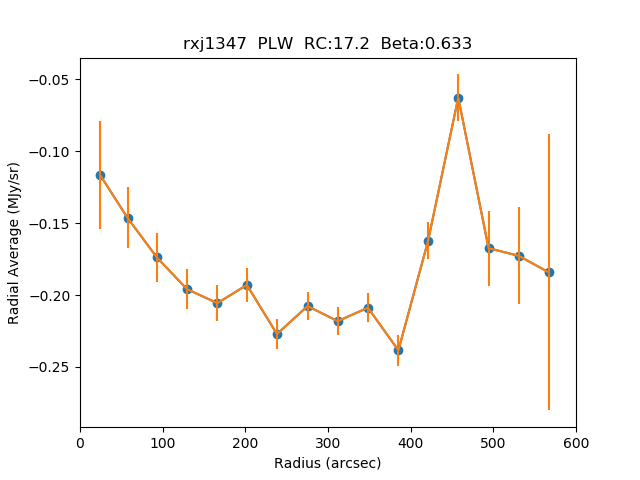 rxj1347  PLW  RC:17.2  Beta:0.633
Radial Average (MJy/sr)
−0.05
−0.10
−0.15
−0.20
−0.25
0 100 200 300 400 500 600
Radius (arcsec)